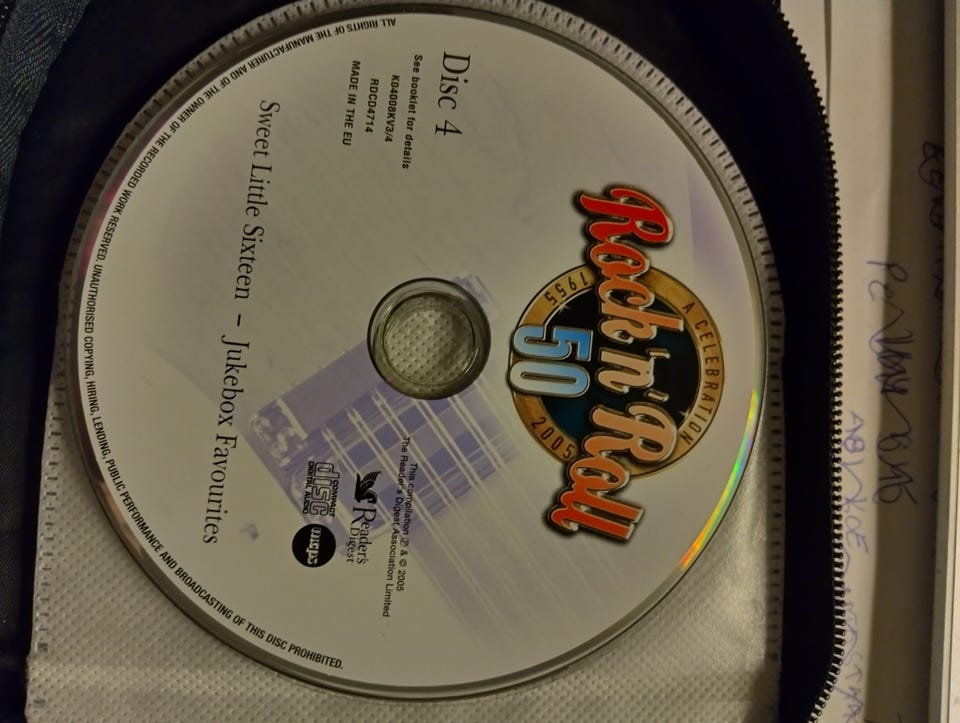 A CELEBRATION
Rock 'n' Roll
1955
50
2005
Disc 4
See booklet for details
K04008KV3/4
RDCD4714
MADE IN THE EU
This compilation ℗ & © 2005
The Reader's Digest Association Limited
Reader's
Digest
COMPACT
disc
DIGITAL AUDIO
mcps
Sweet Little Sixteen – Jukebox Favourites
ALL RIGHTS OF THE MANUFACTURER AND OF THE OWNER OF THE RECORDED WORK RESERVED. UNAUTHORISED COPYING, HIRING, LENDING, PUBLIC PERFORMANCE AND BROADCASTING OF THIS DISC PROHIBITED.